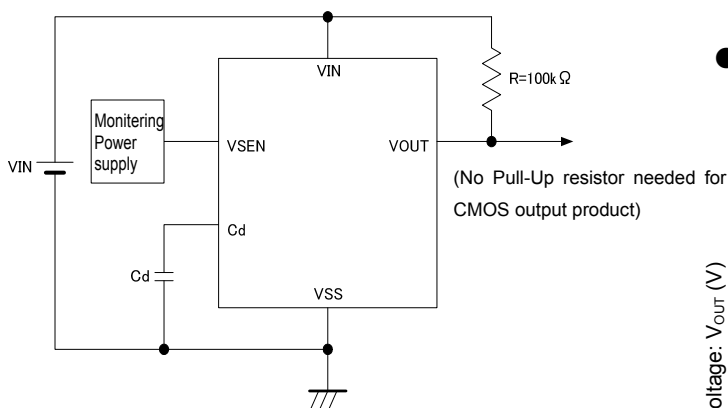 VIN
R=100kΩ
Monitering
Power
supply
VSEN
VOUT
VIN
(No Pull-Up resistor needed for
CMOS output product)
Cd
Cd
VSS
oltage: VOUT (V)